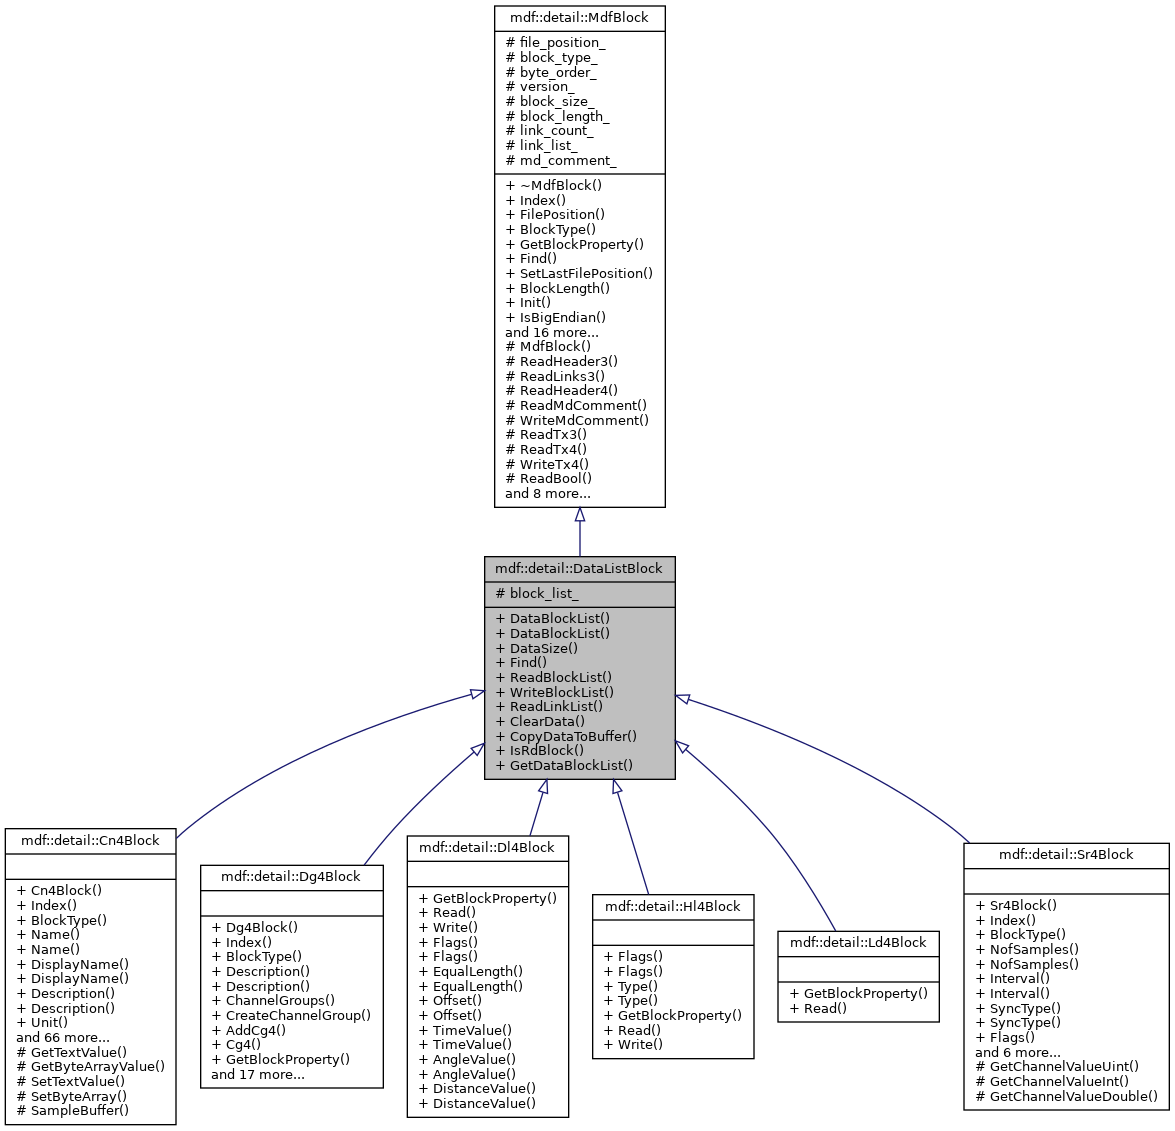 mdf::detail::MdfBlock
# file_position_
# block_type_
# byte_order_
# version_
# block_size_
# block_length_
# link_count_
# link_list_
# md_comment_
+ ~MdfBlock()
+ Index()
+ FilePosition()
+ BlockType()
+ GetBlockProperty()
+ Find()
+ SetLastFilePosition()
+ BlockLength()
+ Init()
+ IsBigEndian()
and 16 more...
# MdfBlock()
# ReadHeader3()
# ReadLinks3()
# ReadHeader4()
# ReadMdComment()
# WriteMdComment()
# ReadTx3()
# ReadTx4()
# WriteTx4()
# ReadBool()
and 8 more...
mdf::detail::DataListBlock
# block_list_
+ DataBlockList()
+ DataBlockList()
+ DataSize()
+ Find()
+ ReadBlockList()
+ WriteBlockList()
+ ReadLinkList()
+ ClearData()
+ CopyDataToBuffer()
+ IsRdBlock()
+ GetDataBlockList()
mdf::detail::Cn4Block
+ Cn4Block()
+ Index()
+ BlockType()
+ Name()
+ Name()
+ DisplayName()
+ DisplayName()
+ Description()
+ Description()
+ Unit()
and 66 more...
# GetTextValue()
# GetByteArrayValue()
# SetTextValue()
# SetByteArray()
# SampleBuffer()
mdf::detail::Dg4Block
+ Dg4Block()
+ Index()
+ BlockType()
+ Description()
+ Description()
+ ChannelGroups()
+ CreateChannelGroup()
+ AddCg4()
+ Cg4()
+ GetBlockProperty()
and 17 more...
mdf::detail::Dl4Block
+ GetBlockProperty()
+ Read()
+ Write()
+ Flags()
+ Flags()
+ EqualLength()
+ EqualLength()
+ Offset()
+ Offset()
+ TimeValue()
+ TimeValue()
+ AngleValue()
+ AngleValue()
+ DistanceValue()
+ DistanceValue()
mdf::detail::Hl4Block
+ Flags()
+ Flags()
+ Type()
+ Type()
+ GetBlockProperty()
+ Read()
+ Write()
mdf::detail::Ld4Block
+ GetBlockProperty()
+ Read()
mdf::detail::Sr4Block
+ Sr4Block()
+ Index()
+ BlockType()
+ NofSamples()
+ NofSamples()
+ Interval()
+ Interval()
+ SyncType()
+ SyncType()
+ Flags()
and 6 more...
# GetChannelValueUint()
# GetChannelValueInt()
# GetChannelValueDouble()